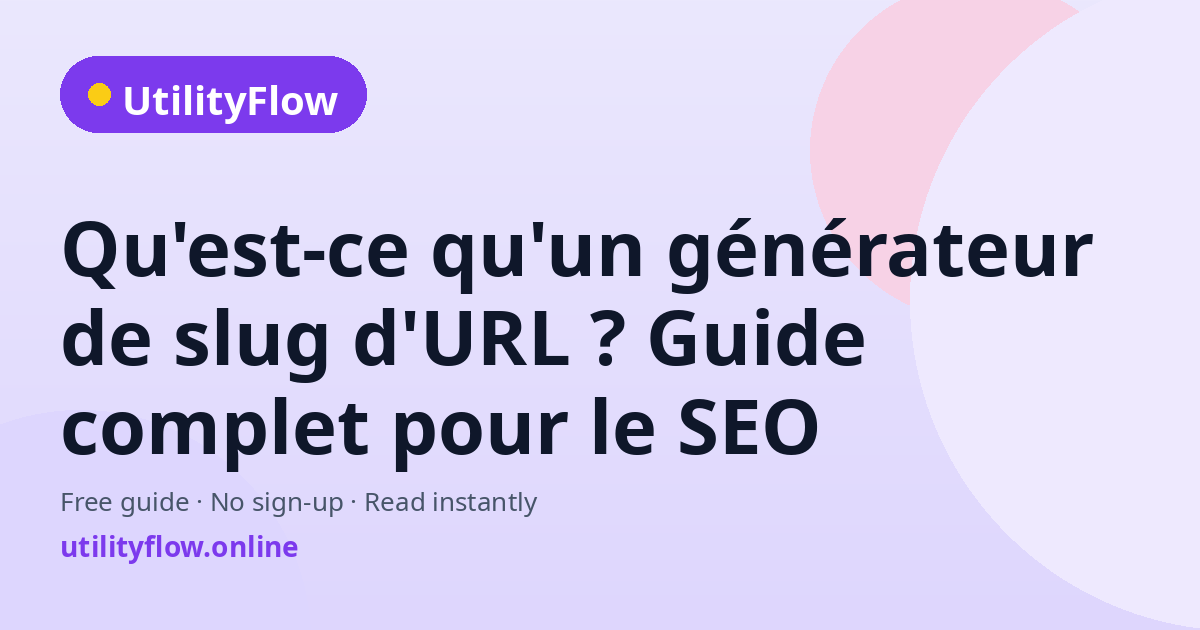 UtilityFlow
Qu'est-ce qu'un générateur
de slug d'URL ? Guide
complet pour le SEO
Free guide · No sign-up · Read instantly
utilityflow.online